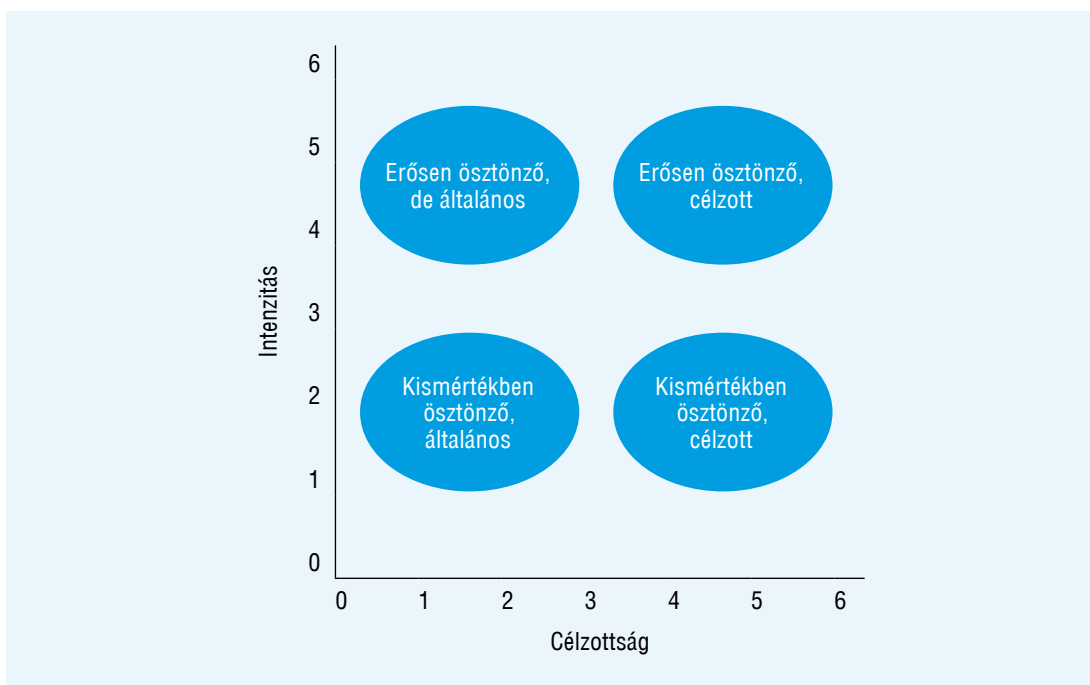 6
5
4
3
2
1
0
Intenzitás
Erősen ösztönző,
de általános
Erősen ösztönző,
célzott
Kismértékben
ösztönző,
általános
Kismértékben
ösztönző,
célzott
0 1 2 3 4 5 6
Célzottság